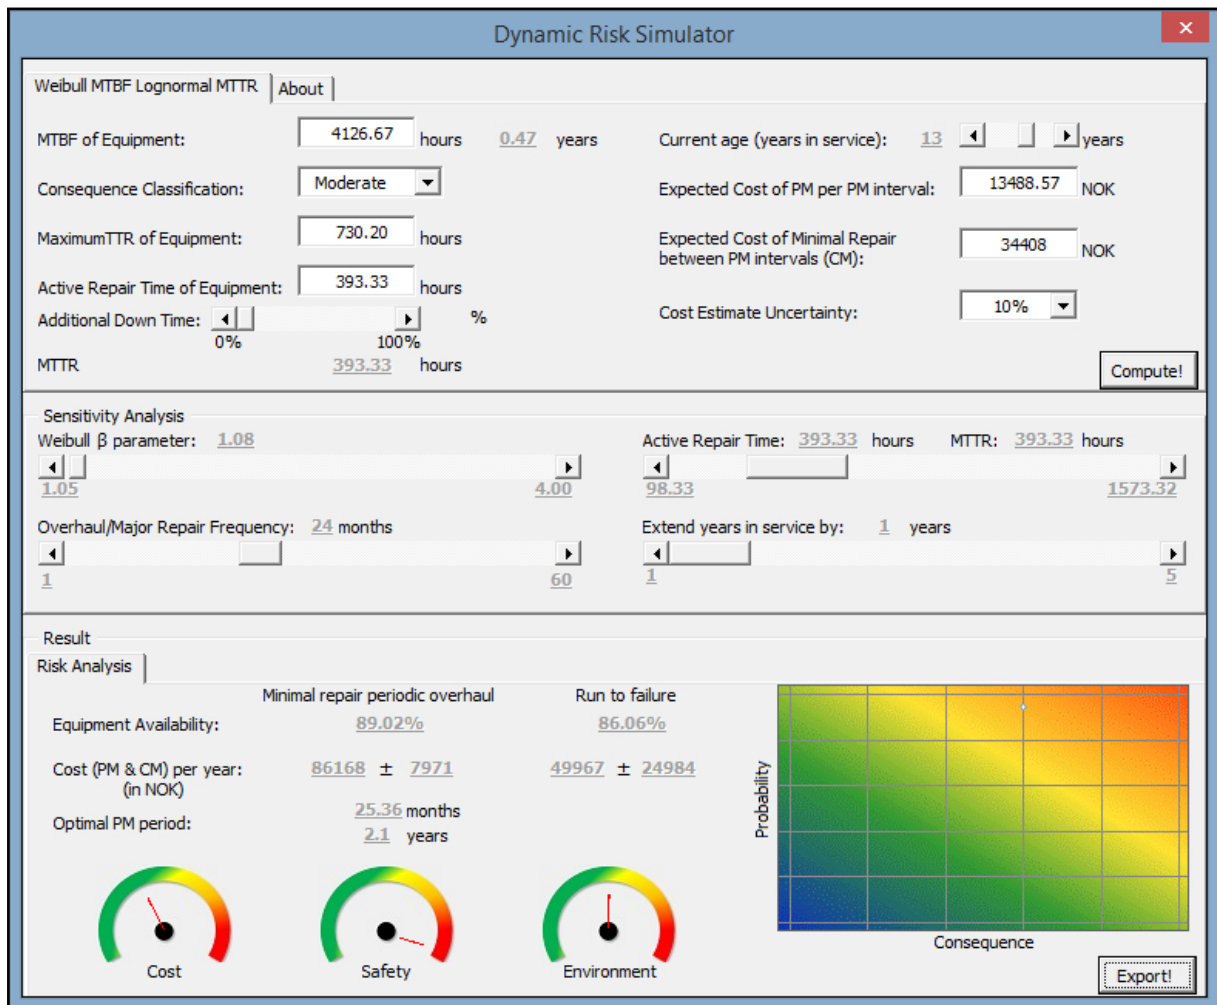 Dynamic Risk Simulator
Weibull MTBF Lognormal MTTR About
MTBF of Equipment: 4126.67 hours 0.47 years
Current age (years in service): 13 years
Consequence Classification: Moderate
Expected Cost of PM per PM interval: 13488.57 NOK
MaximumTTR of Equipment: 730.20 hours
Expected Cost of Minimal Repair
between PM intervals (CM): 34408 NOK
Active Repair Time of Equipment: 393.33 hours
Additional Down Time: %
0% 100%
Cost Estimate Uncertainty: 10%
MTTR 393.33 hours
Compute!
Sensitivity Analysis
Weibull β parameter: 1.08
1.05 4.00
Active Repair Time: 393.33 hours MTTR: 393.33 hours
98.33 1573.32
Overhaul/Major Repair Frequency: 24 months
1 60
Extend years in service by: 1 years
1 5
Result
Risk Analysis
Minimal repair periodic overhaul Run to failure
Equipment Availability: 89.02% 86.06%
Cost (PM & CM) per year: 86168 ± 7971 49967 ± 24984
(in NOK)
Optimal PM period: 25.36 months
2.1 years
Cost Safety Environment
Probability
Consequence
Export!